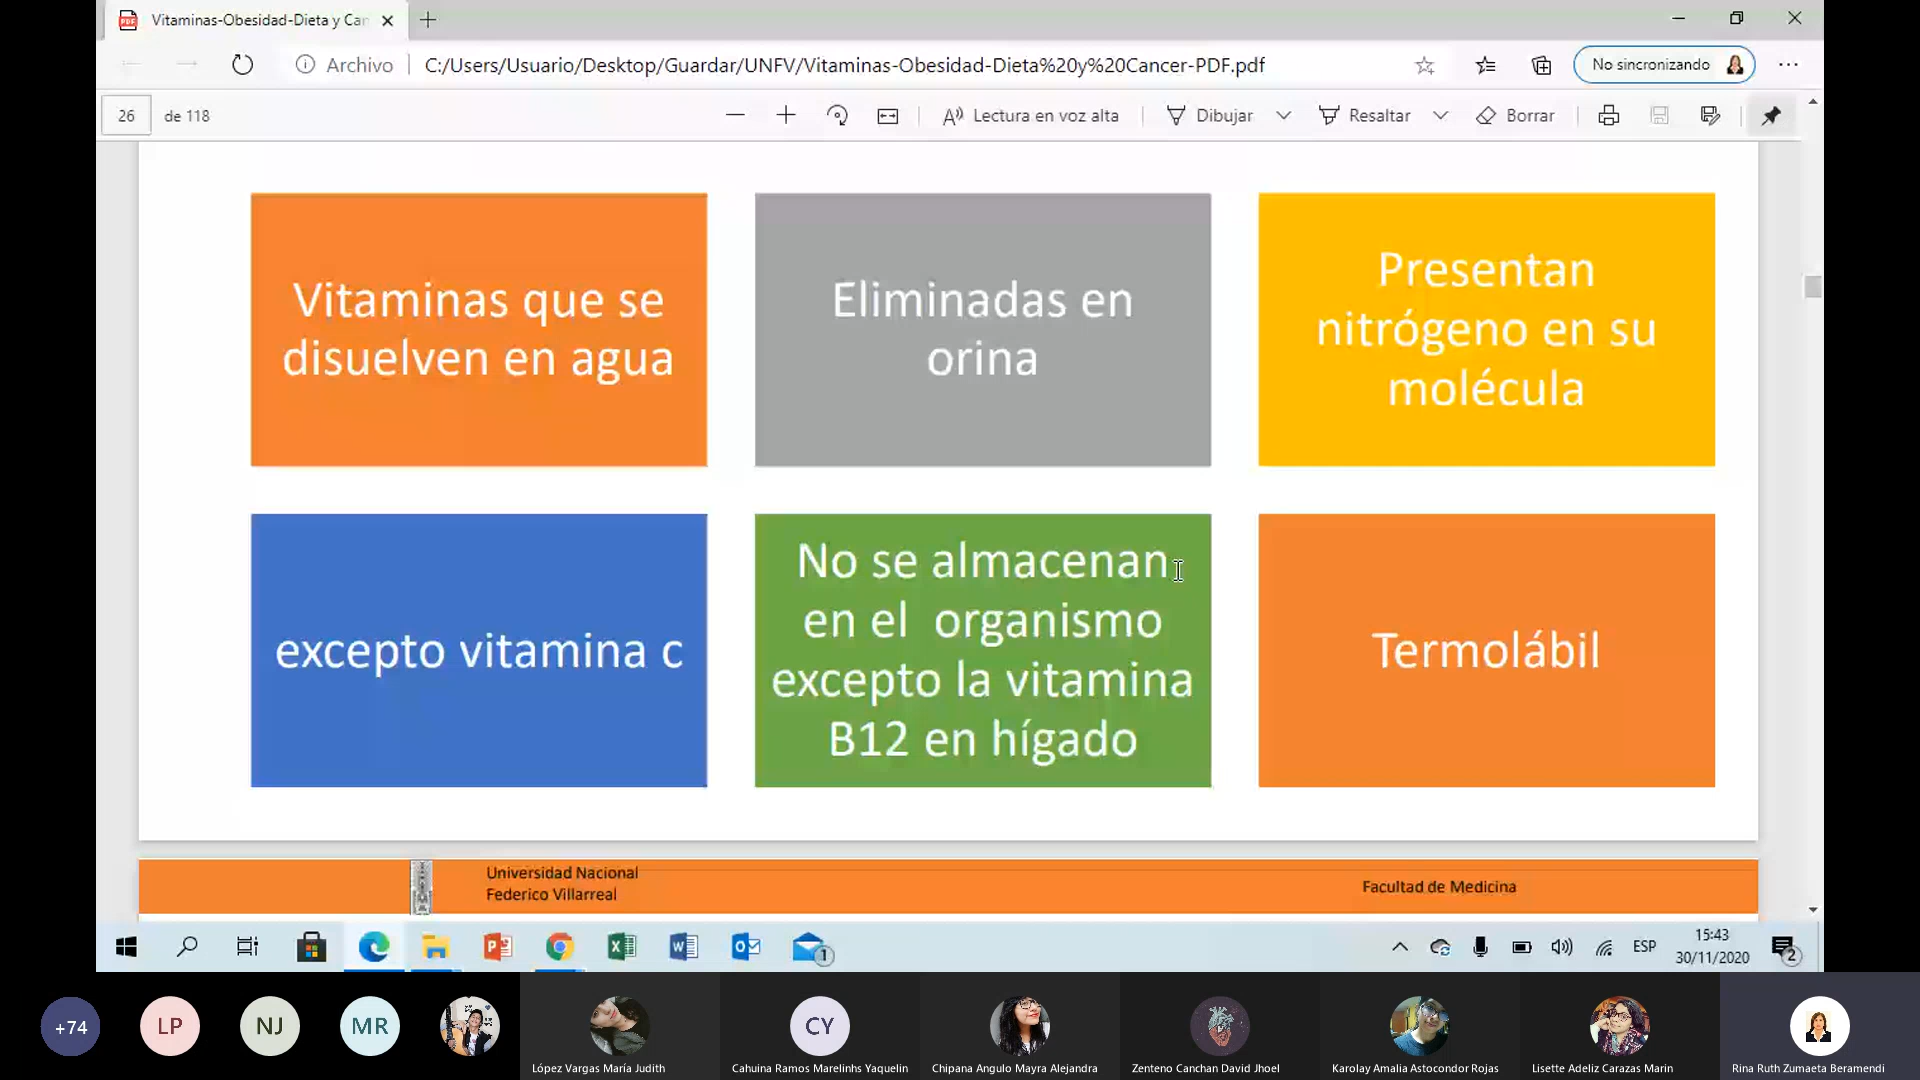 Vitaminas-Obesidad-Dieta y Car
Archivo
C:/Users/Usuario/Desktop/Guardar/UNFV/Vitaminas-Obesidad-Dieta%20y%20Cancer-PDF.pdf
No sincronizando
26
de 118
Lectura en voz alta
Dibujar
Resaltar
Borrar
Vitaminas que se
disuelven en agua
Eliminadas en
orina
Presentan
nitrógeno en su
molécula
excepto vitamina c
No se almacenan
en el organismo
excepto la vitamina
B12 en hígado
Termolábil
Universidad Nacional
Federico Villarreal
Facultad de Medicina
1
ESP
15:43
30/11/2020
2
+74
LP
NJ
MR
López Vargas María Judith
CY
Cahuina Ramos Marelinhs Yaquelin
Chipana Angulo Mayra Alejandra
Zenteno Canchan David Jhoel
Karolay Amalia Astocondor Rojas
Lisette Adeliz Carazas Marin
Rina Ruth Zumaeta Beramendi